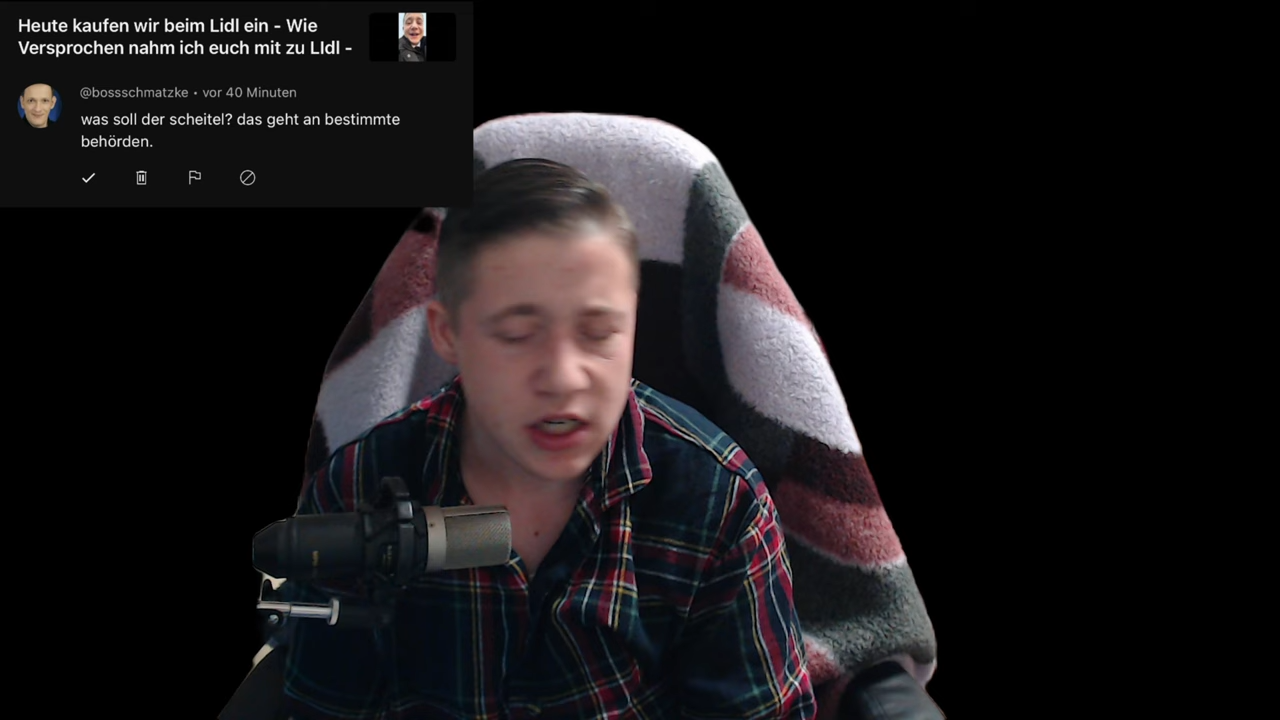 Heute kaufen wir beim Lidl ein - Wie
Versprochen nahm ich euch mit zu LIdl -
@bossschmatzke • vor 40 Minuten
was soll der scheitel? das geht an bestimmte
behörden.